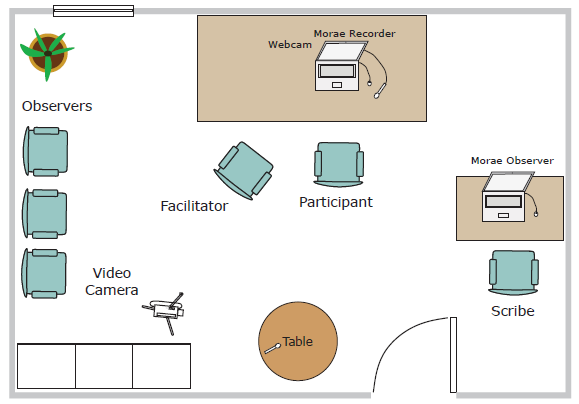 Morae Recorder
Webcam
Observers
Morae Observer
Facilitator
Participant
Video
Camera
Scribe
Table